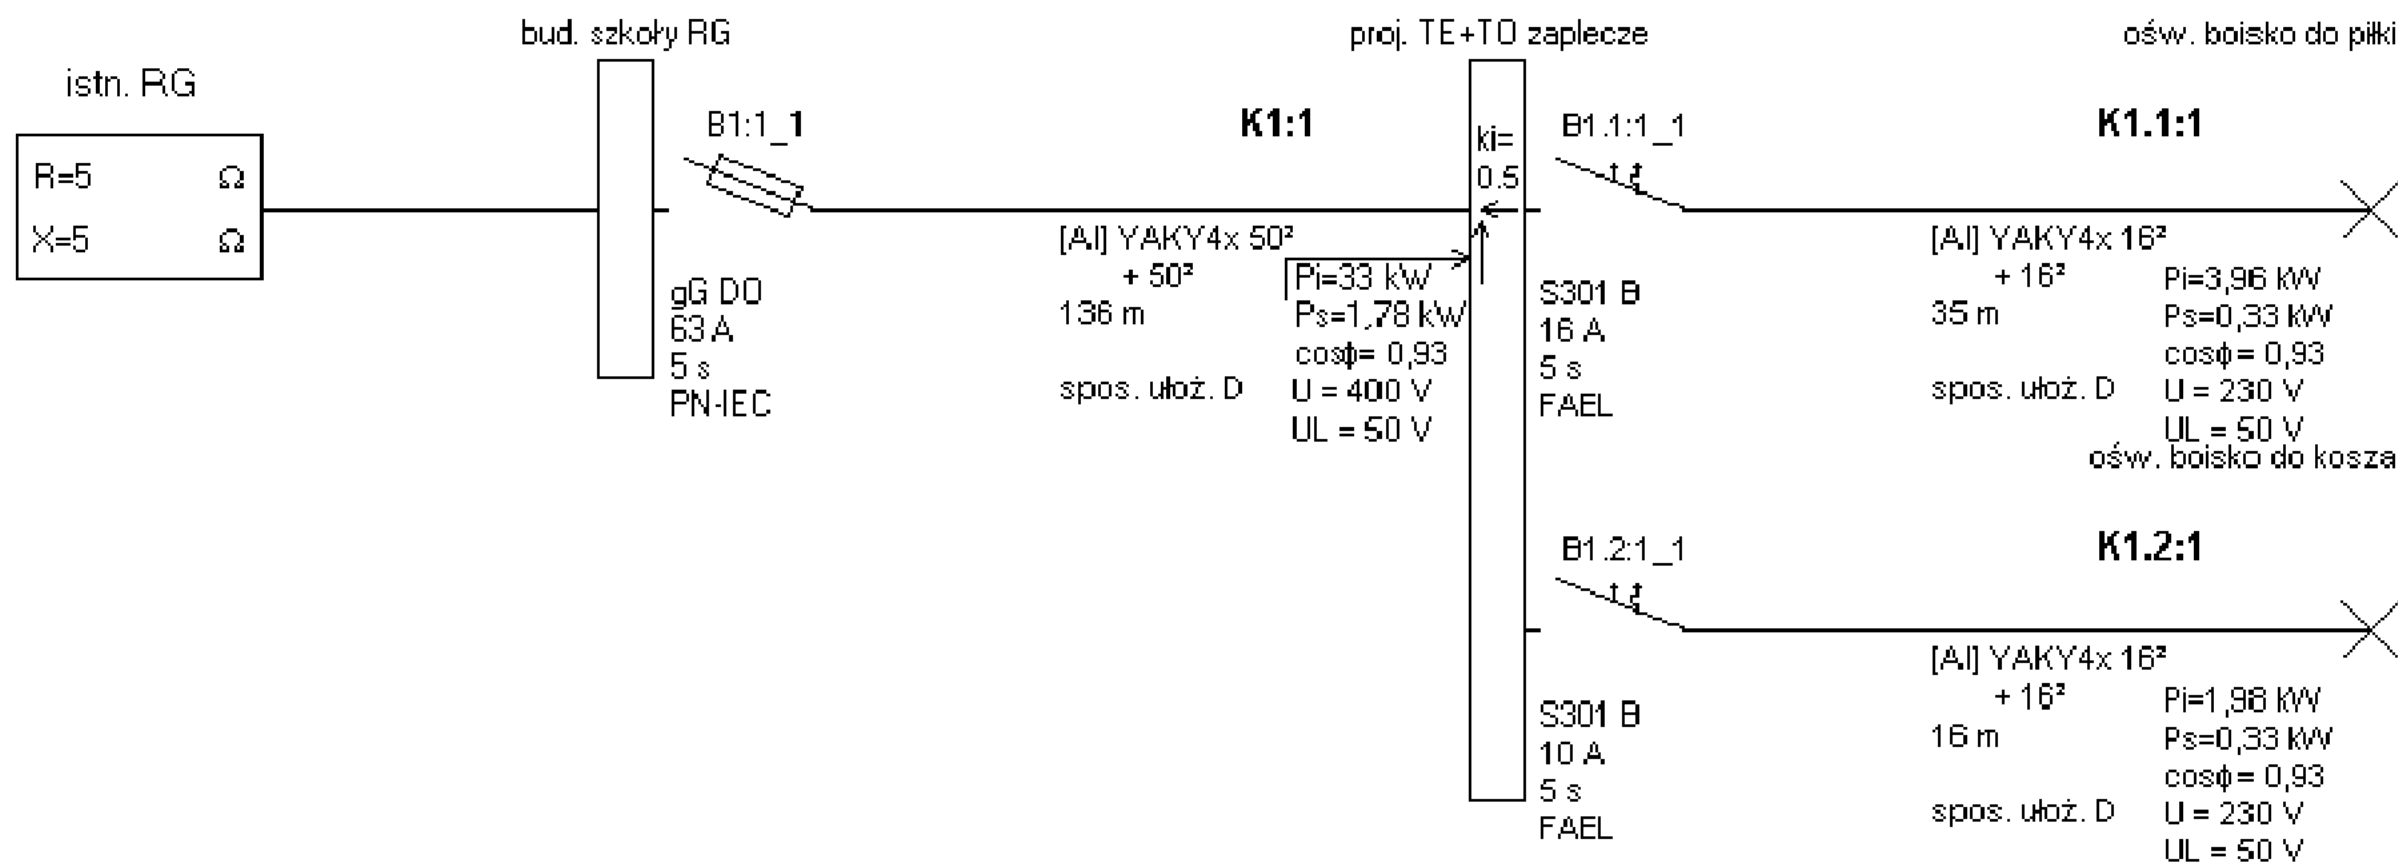 bud. szkoły RG
proj. TE+TO zaplecze
ośw. boisko do piłki
istn. RG
R=5 Ω
X=5 Ω
B1:1_1
K1:1
ki=
0.5
B1.1:1_1
K1.1:1
gG DO
63 A
5 s
PN-IEC
[Al] YAKY4x 50²
+ 50²
136 m
spos. ułoż. D
Pi=33 kW
Ps=1,78 kW
cosϕ= 0,93
U = 400 V
UL = 50 V
S301 B
16 A
5 s
FAEL
[Al] YAKY4x 16²
+ 16²
35 m
spos. ułoż. D
Pi=3,96 kW
Ps=0,33 kW
cosϕ= 0,93
U = 230 V
UL = 50 V
ośw. boisko do kosza
B1.2:1_1
K1.2:1
S301 B
10 A
5 s
FAEL
[Al] YAKY4x 16²
+ 16²
16 m
spos. ułoż. D
Pi=1,98 kW
Ps=0,33 kW
cosϕ= 0,93
U = 230 V
UL = 50 V